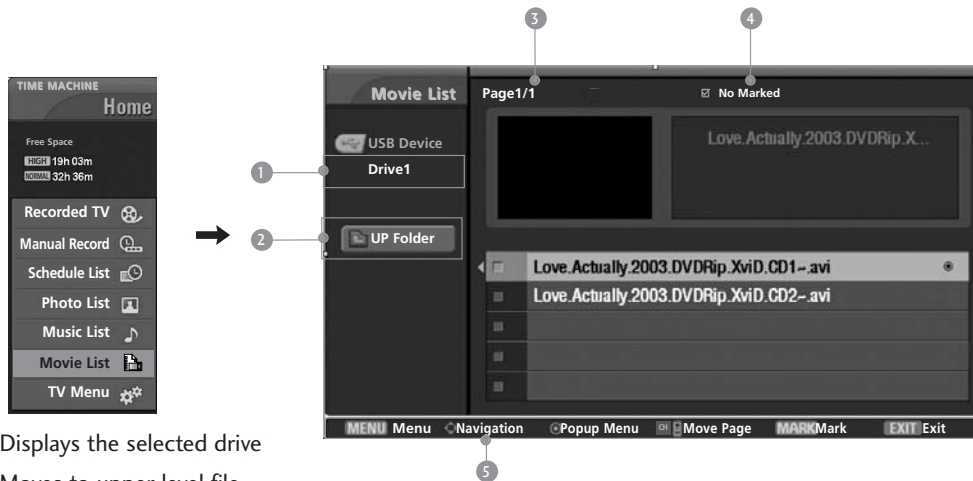 3
4
TIME MACHINE
Home
Free Space
HIGH 19h 03m
NORMAL 32h 36m
Recorded TV
Manual Record
Schedule List
Photo List
Music List
Movie List
TV Menu
Movie List
Page1/1
No Marked
USB Device
1
Drive1
2
UP Folder
Love.Actually.2003.DVDRip.X...
Love.Actually.2003.DVDRip.XviD.CD1~.avi
Love.Actually.2003.DVDRip.XviD.CD2~.avi
MENU Menu Navigation Popup Menu CH Move Page MARK Mark EXIT Exit
5
Displays the selected drive
Moves to upper level file